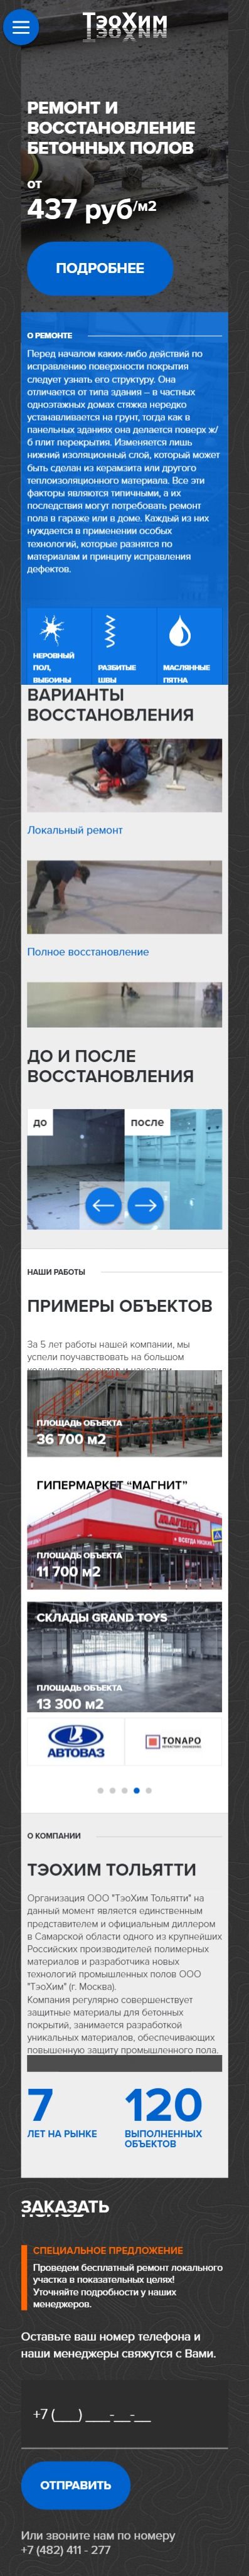 ТэоХим
РЕМОНТ И
ВОССТАНОВЛЕНИЕ
БЕТОННЫХ ПОЛОВ
от
437 руб/м2
ПОДРОБНЕЕ
О РЕМОНТЕ
Перед началом каких-либо действий по
исправлению поверхности покрытия
следует узнать его структуру. Она
отличается от типа здания – в частных
одноэтажных домах стяжка нередко
устанавливается на грунт, тогда как в
панельных зданиях она делается поверх ж/
б плит перекрытия. Изменяется лишь
нижний изоляционный слой, который может
быть сделан из керамзита или другого
теплоизоляционного материала. Все эти
факторы являются типичными, а их
последствия могут потребовать ремонт
пола в гараже или в доме. Каждый из них
нуждается в применении особых
технологий, которые разнятся по
материалам и принципу исправления
дефектов.
НЕРОВНЫЙ
ПОЛ,
ВЫБОИНЫ
РАЗБИТЫЕ
ШВЫ
МАСЛЯННЫЕ
ПЯТНА
ВАРИАНТЫ
ВОССТАНОВЛЕНИЯ
Локальный ремонт
Полное восстановление
ДО И ПОСЛЕ
ВОССТАНОВЛЕНИЯ
до
после
НАШИ РАБОТЫ
ПРИМЕРЫ ОБЪЕКТОВ
За 5 лет работы нашей компании, мы
успели поучавствовать на большом
количестве проектов и накопили
ПЛОЩАДЬ ОБЪЕКТА
36 700 м2
ГИПЕРМАРКЕТ “МАГНИТ”
МАГНИТ
ВСЕГДА
ПЛОЩАДЬ ОБЪЕКТА
11 700 м2
СКЛАДЫ GRAND TOYS
ПЛОЩАДЬ ОБЪЕКТА
13 300 м2
АВТОВАЗ
TONAPO
О КОМПАНИИ
ТЭОХИМ ТОЛЬЯТТИ
Организация ООО "ТэоХим Тольятти" на
данный момент является единственным
представителем и официальным диллером
в Самарской области одного из крупнейших
Российских производителей полимерных
материалов и разработчика новых
технологий промышленных полов ООО
"ТэоХим" (г. Москва).
Компания регулярно совершенствует
защитные материалы для бетонных
покрытий, занимается разработкой
уникальных материалов, обеспечивающих
повышенную защиту промышленного пола.
7
ЛЕТ НА РЫНКЕ
120
ВЫПОЛНЕННЫХ
ОБЪЕКТОВ
ЗАКАЗАТЬ
СПЕЦИАЛЬНОЕ ПРЕДЛОЖЕНИЕ
Проведем бесплатный ремонт локального
участка в показательных целях!
Уточняйте подробности у наших
менеджеров.
Оставьте ваш номер телефона и
наши менеджеры свяжутся с Вами.
+7 (___) ___-__-__
ОТПРАВИТЬ
Или звоните нам по номеру
+7 (482) 411 - 277